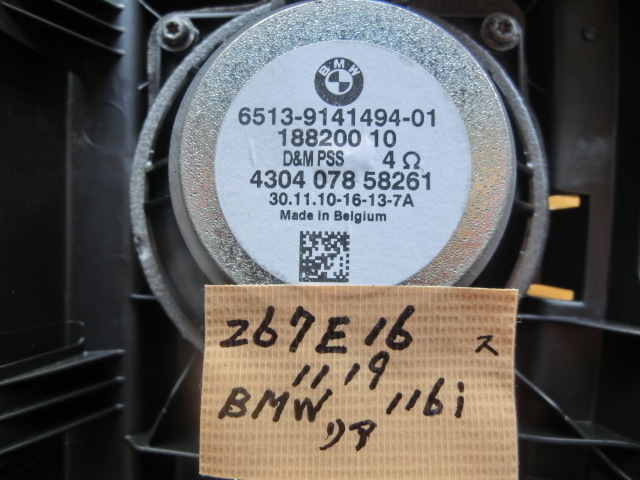 BMW
6513-9141494-01
188200 10
D&M PSS 4 Ω
4304 078 58261
30.11.10-16-13-7A
Made in Belgium
267E16 ス
1119
BMW 116i
リア